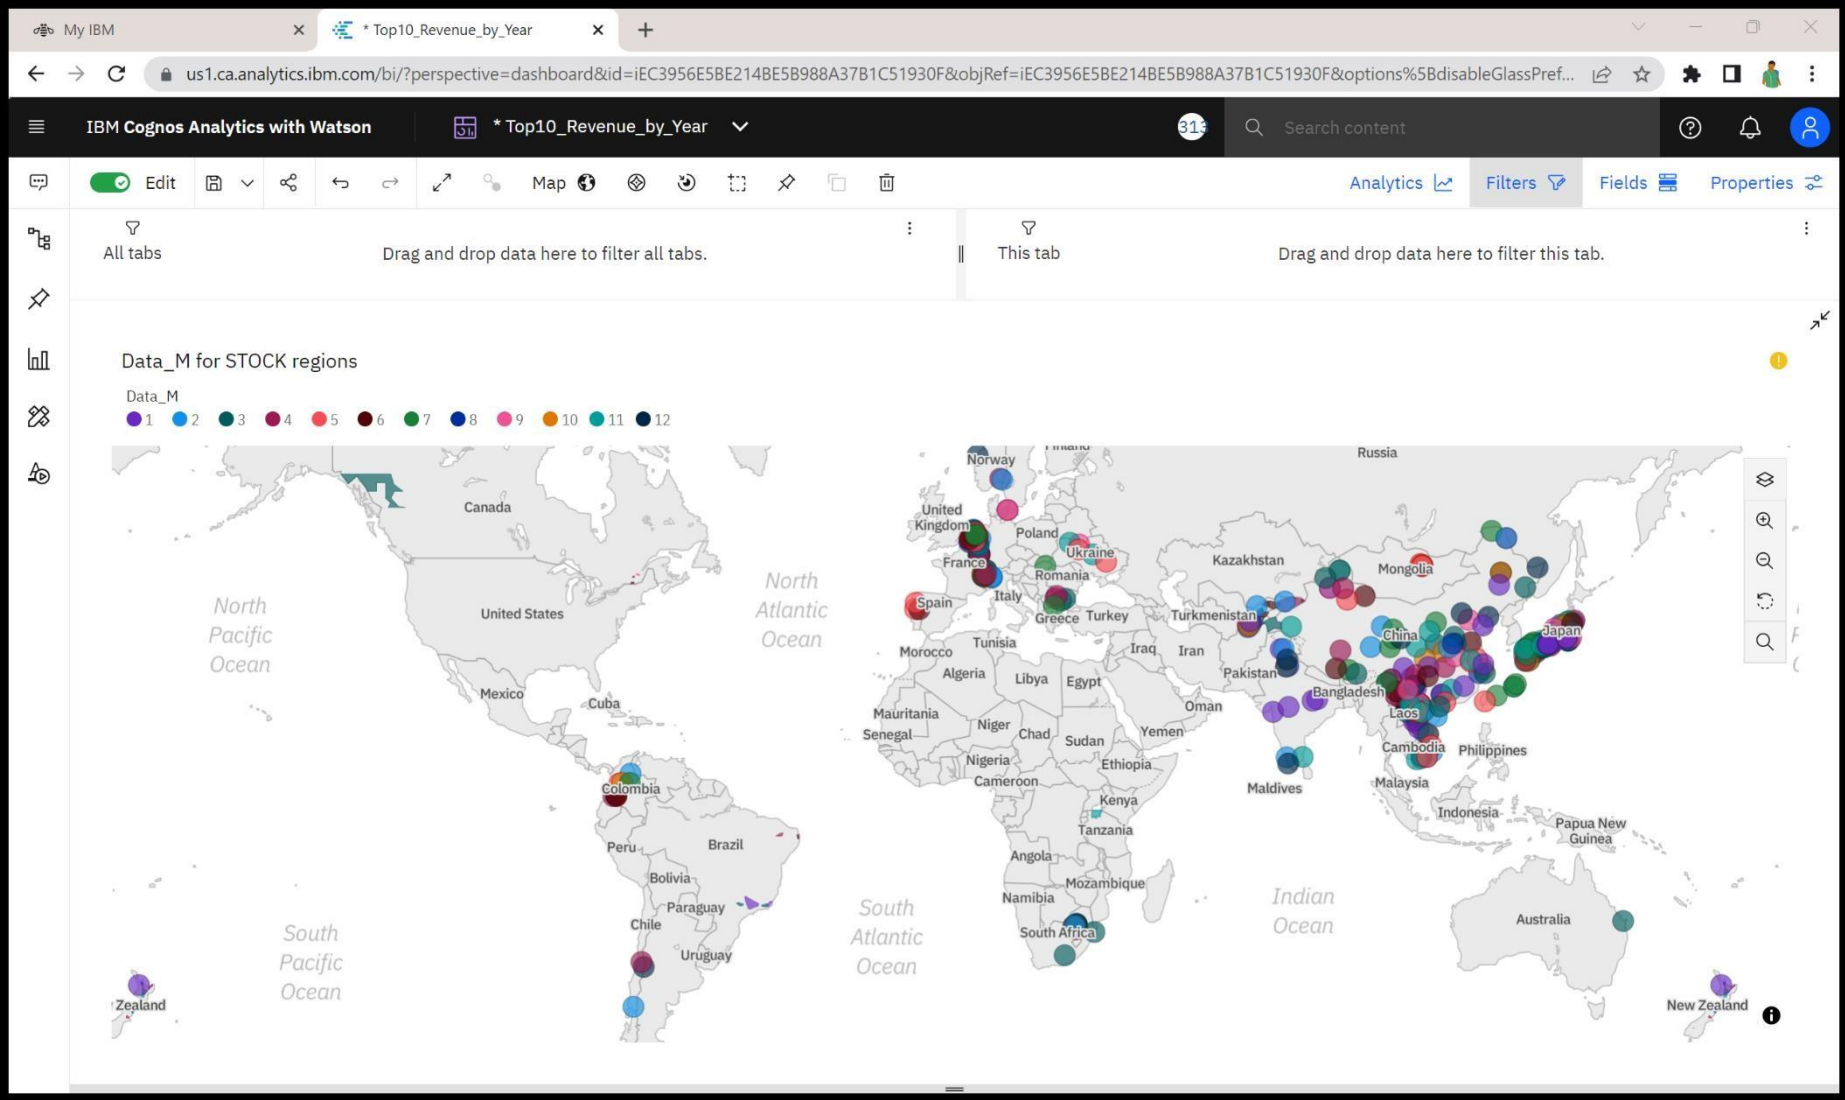 My IBM
* Top10_Revenue_by_Year
us1.ca.analytics.ibm.com/bi/?perspective=dashboard&id=iEC3956E5BE214BE5B988A37B1C51930F&objRef=iEC3956E5BE214BE5B988A37B1C51930F&options%5BdisableGlassPref...
IBM Cognos Analytics with Watson
* Top10_Revenue_by_Year
313
Search content
Edit
Map
Analytics
Filters
Fields
Properties
All tabs
Drag and drop data here to filter all tabs.
This tab
Drag and drop data here to filter this tab.
Data_M for STOCK regions
Data_M
1 2 3 4 5 6 7 8 9 10 11 12
Finland
Russia
Norway
Canada
United
Kingdom
Poland
Ukraine
Kazakhstan
Mongolia
France
Romania
North
Atlantic
Ocean
North
Pacific
Ocean
United States
Spain
Italy
Greece
Turkey
Turkmenistan
China
Japan
Morocco
Tunisia
Iraq
Iran
Pakistan
Algeria
Libya
Egypt
Bangladesh
Mexico
Cuba
Mauritania
Oman
Laos
Senegal
Niger
Chad
Sudan
Yemen
Cambodia
Philippines
Nigeria
Ethiopia
Cameroon
Maldives
Malaysia
Colombia
Kenya
Indonesia
Tanzania
Papua New
Guinea
Peru
Brazil
Angola
Bolivia
Mozambique
Namibia
Indian
Ocean
Paraguay
South
Atlantic
Ocean
Chile
South Africa
Australia
South
Pacific
Ocean
Uruguay
Zealand
New Zealand